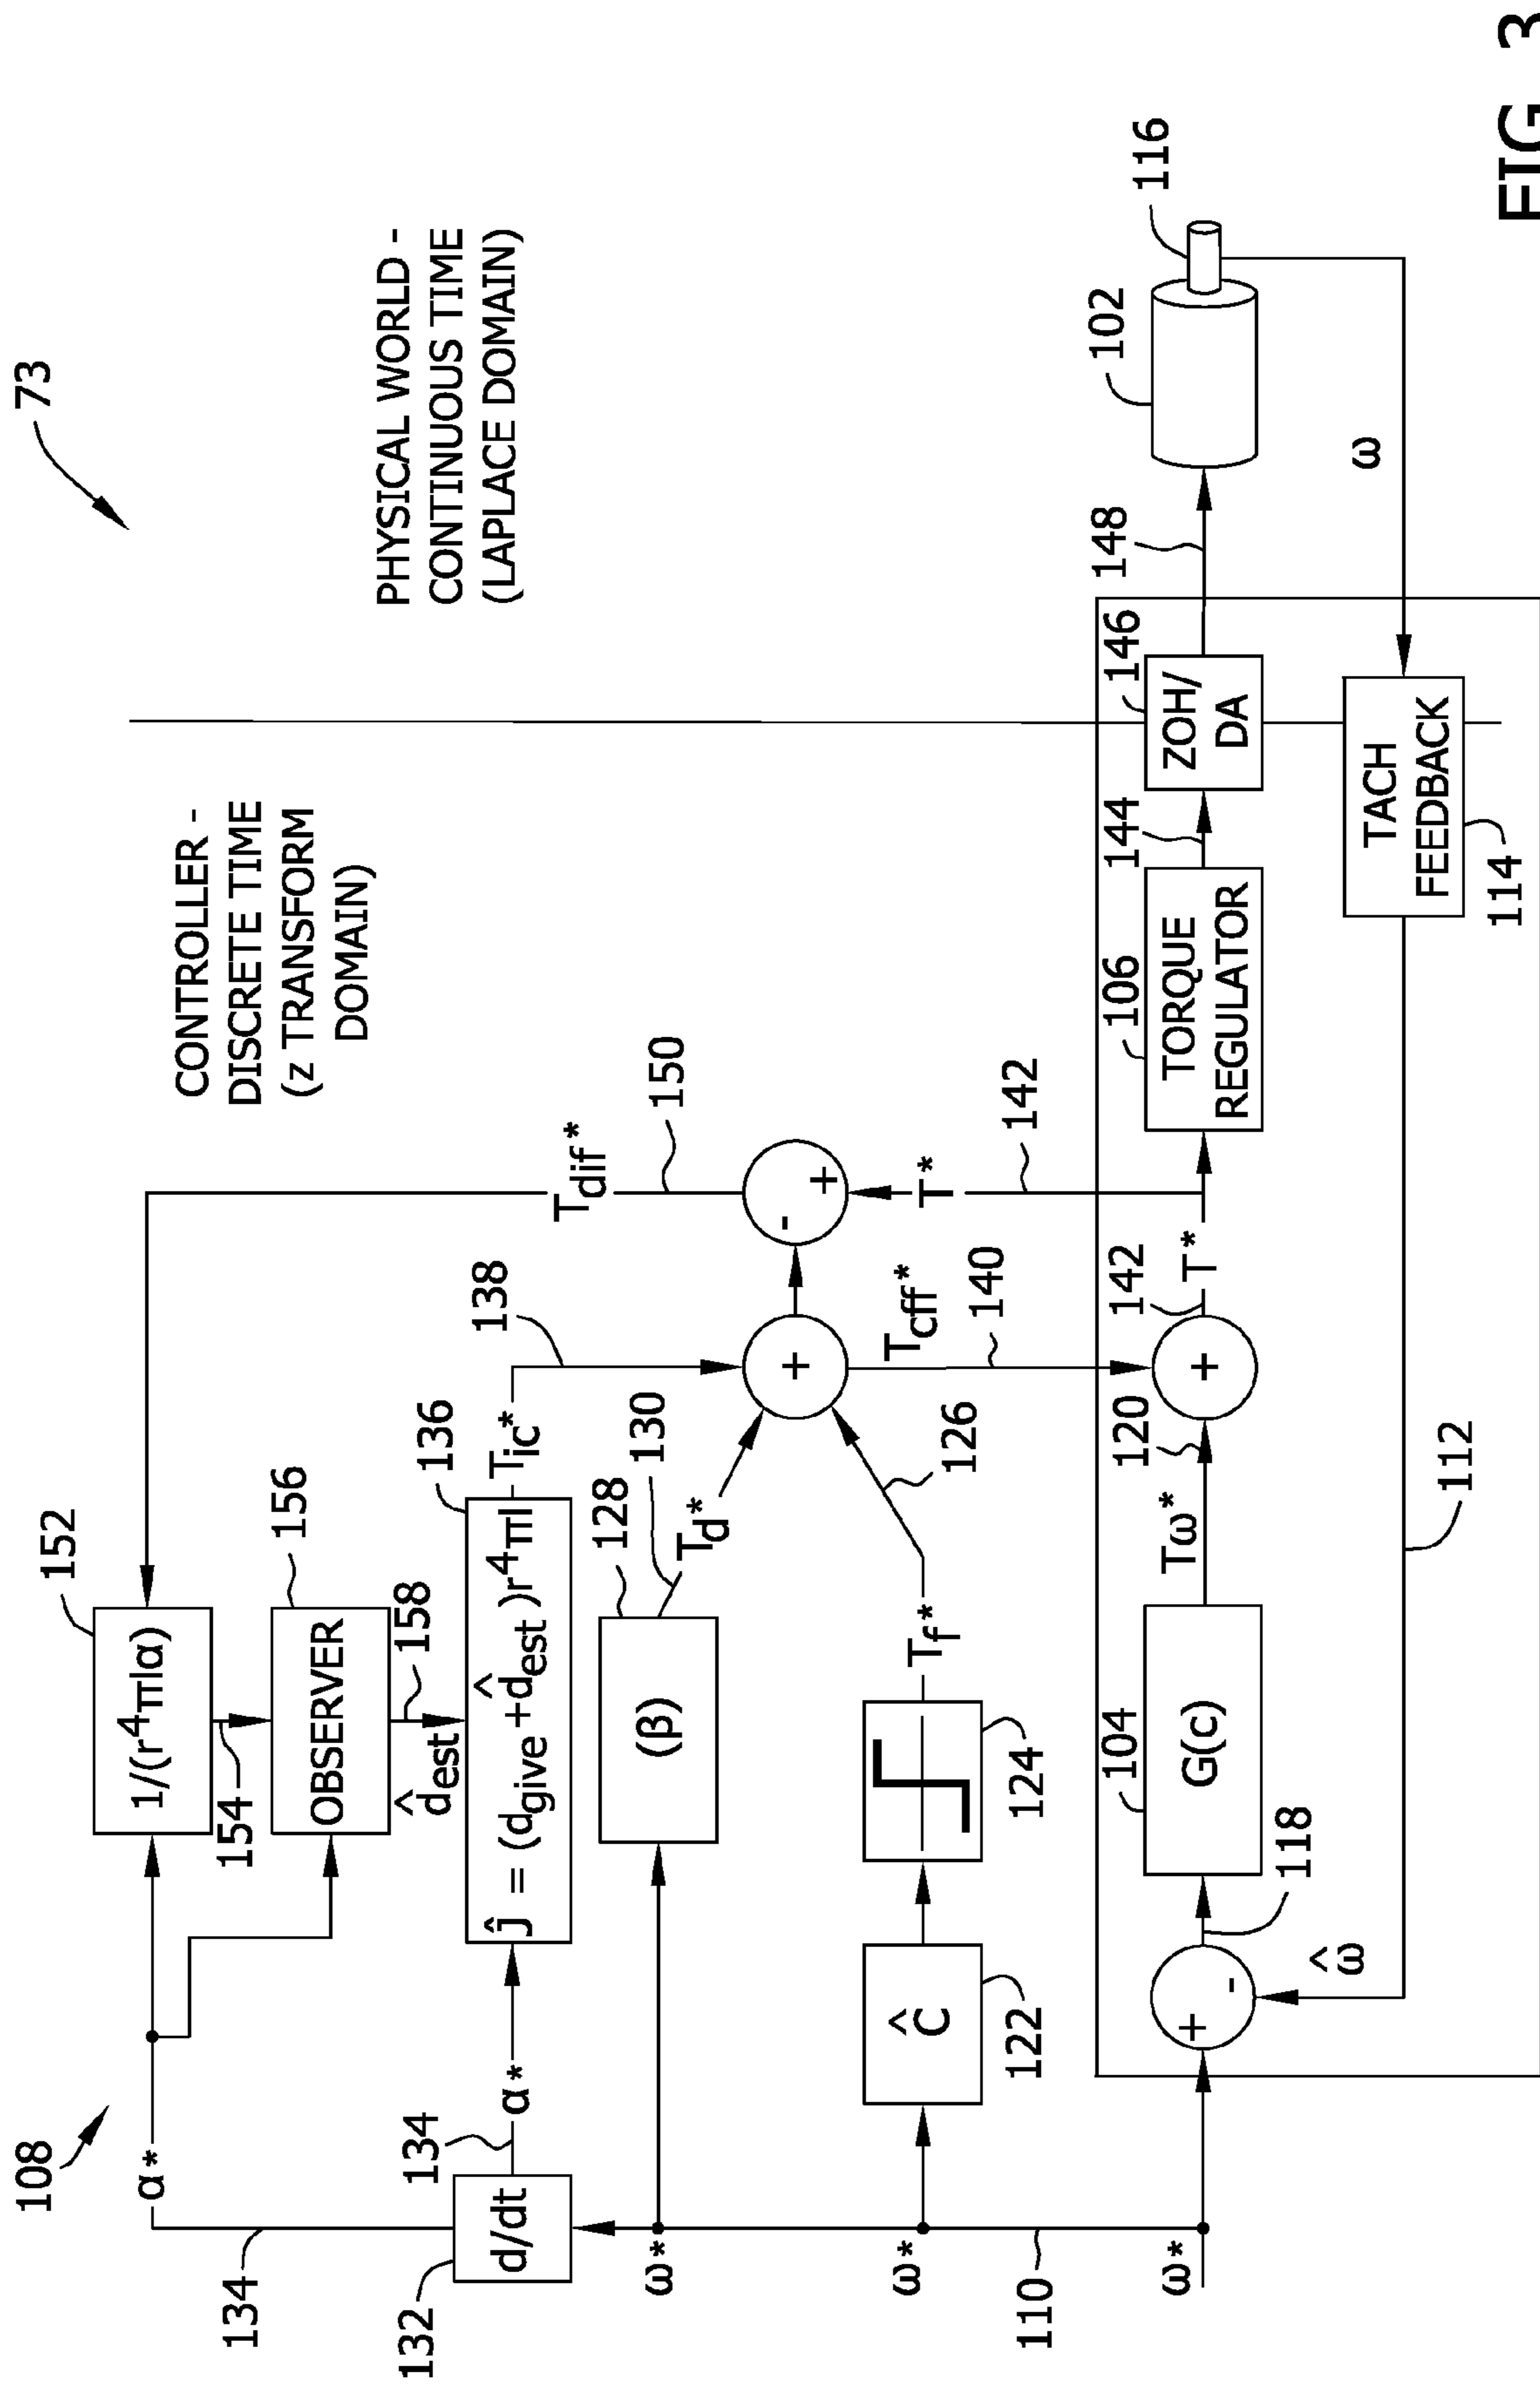 73
108
CONTROLLER -
DISCRETE TIME
(z TRANSFORM
DOMAIN)
PHYSICAL WORLD -
CONTINUOUS TIME
(LAPLACE DOMAIN)
134
α*
152
1/(r⁴πlα)
154
156
OBSERVER
158
d̂est
132
d/dt
134
α*
136
Ĵ = (dgive +d̂est)r⁴πl
Tic*
138
Tdif*
150
ω*
128
(β)
130
Td*
+
-
+
ω*
122
Ĉ
124
Tf*
126
Tcff*
140
T*
142
110
ω*
+
-
118
104
G(c)
Tω*
120
+
142
T*
106
TORQUE
REGULATOR
144
146
ZOH/
DA
148
102
116
ω̂
112
114
TACH
FEEDBACK
ω
FIG. 3